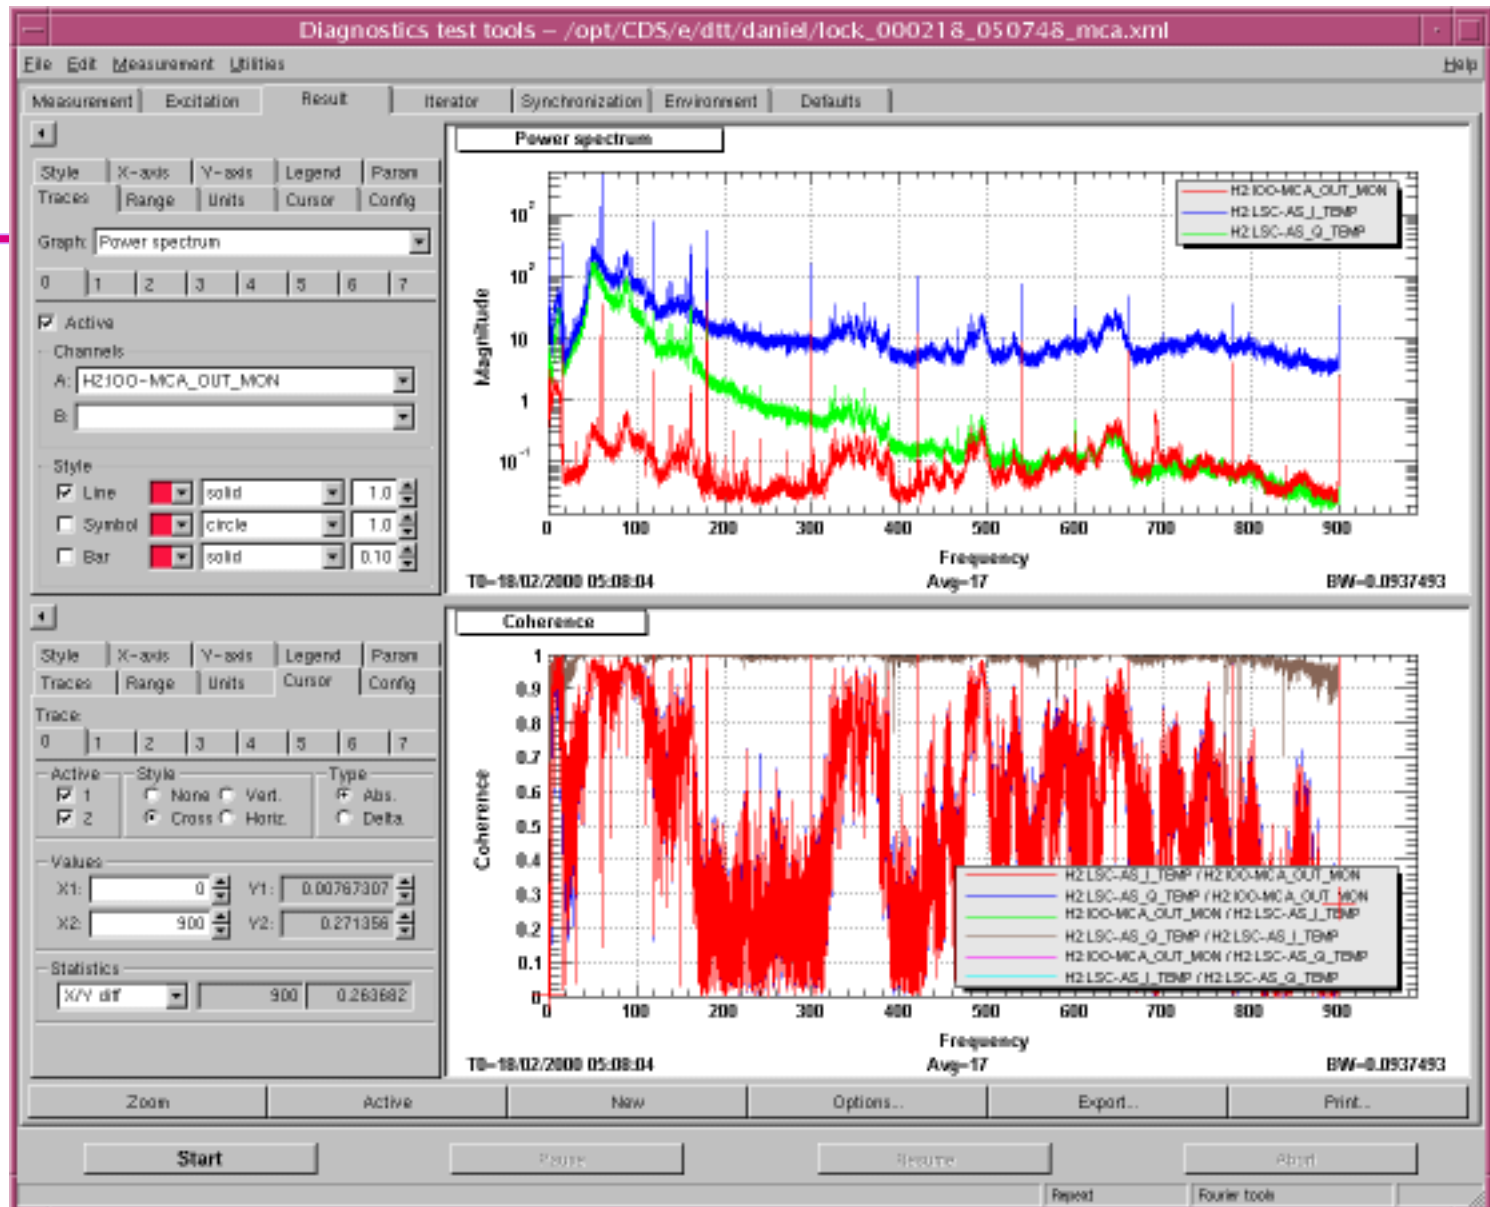 Diagnostics test tools – /opt/CDS/e/dtt/daniel/lock_000218_050748_mca.xml
File Edit Measurement Utilities Help
Measurement Excitation Result Iterator Synchronization Environment Defaults
Style X-axis Y-axis Legend Param
Traces Range Units Cursor Config
Graph: Power spectrum
0 1 2 3 4 5 6 7
Active
Channels
A: H2:IOO-MCA_OUT_MON
B:
Style
Line solid 1.0
Symbol circle 1.0
Bar solid 0.10
Power spectrum
H2:IOO-MCA_OUT_MON
H2:LSC-AS_I_TEMP
H2:LSC-AS_Q_TEMP
Magnitude
10²
10
1
10⁻¹
0 100 200 300 400 500 600 700 800 900
Frequency
T0=18/02/2000 05:08:04 Avg=17 BW=0.0937493
Style X-axis Y-axis Legend Param
Traces Range Units Cursor Config
Trace:
0 1 2 3 4 5 6 7
Active Style Type
1 None Vert. Abs.
2 Cross Horiz. Delta
Values
X1: 0 Y1: 0.00767307
X2: 900 Y2: 0.271356
Statistics
X/Y diff 900 0.263682
Coherence
Coherence
1
0.9
0.8
0.7
0.6
0.5
0.4
0.3
0.2
0.1
0
H2:LSC-AS_I_TEMP / H2:IOO-MCA_OUT_MON
H2:LSC-AS_Q_TEMP / H2:IOO-MCA_OUT_MON
H2:IOO-MCA_OUT_MON / H2:LSC-AS_I_TEMP
H2:LSC-AS_Q_TEMP / H2:LSC-AS_I_TEMP
H2:IOO-MCA_OUT_MON / H2:LSC-AS_Q_TEMP
H2:LSC-AS_I_TEMP / H2:LSC-AS_Q_TEMP
0 100 200 300 400 500 600 700 800 900
Frequency
T0=18/02/2000 05:08:04 Avg=17 BW=0.0937493
Zoom Active New Options... Export... Print...
Start Pause Resume Abort
Repeat Fourier tools